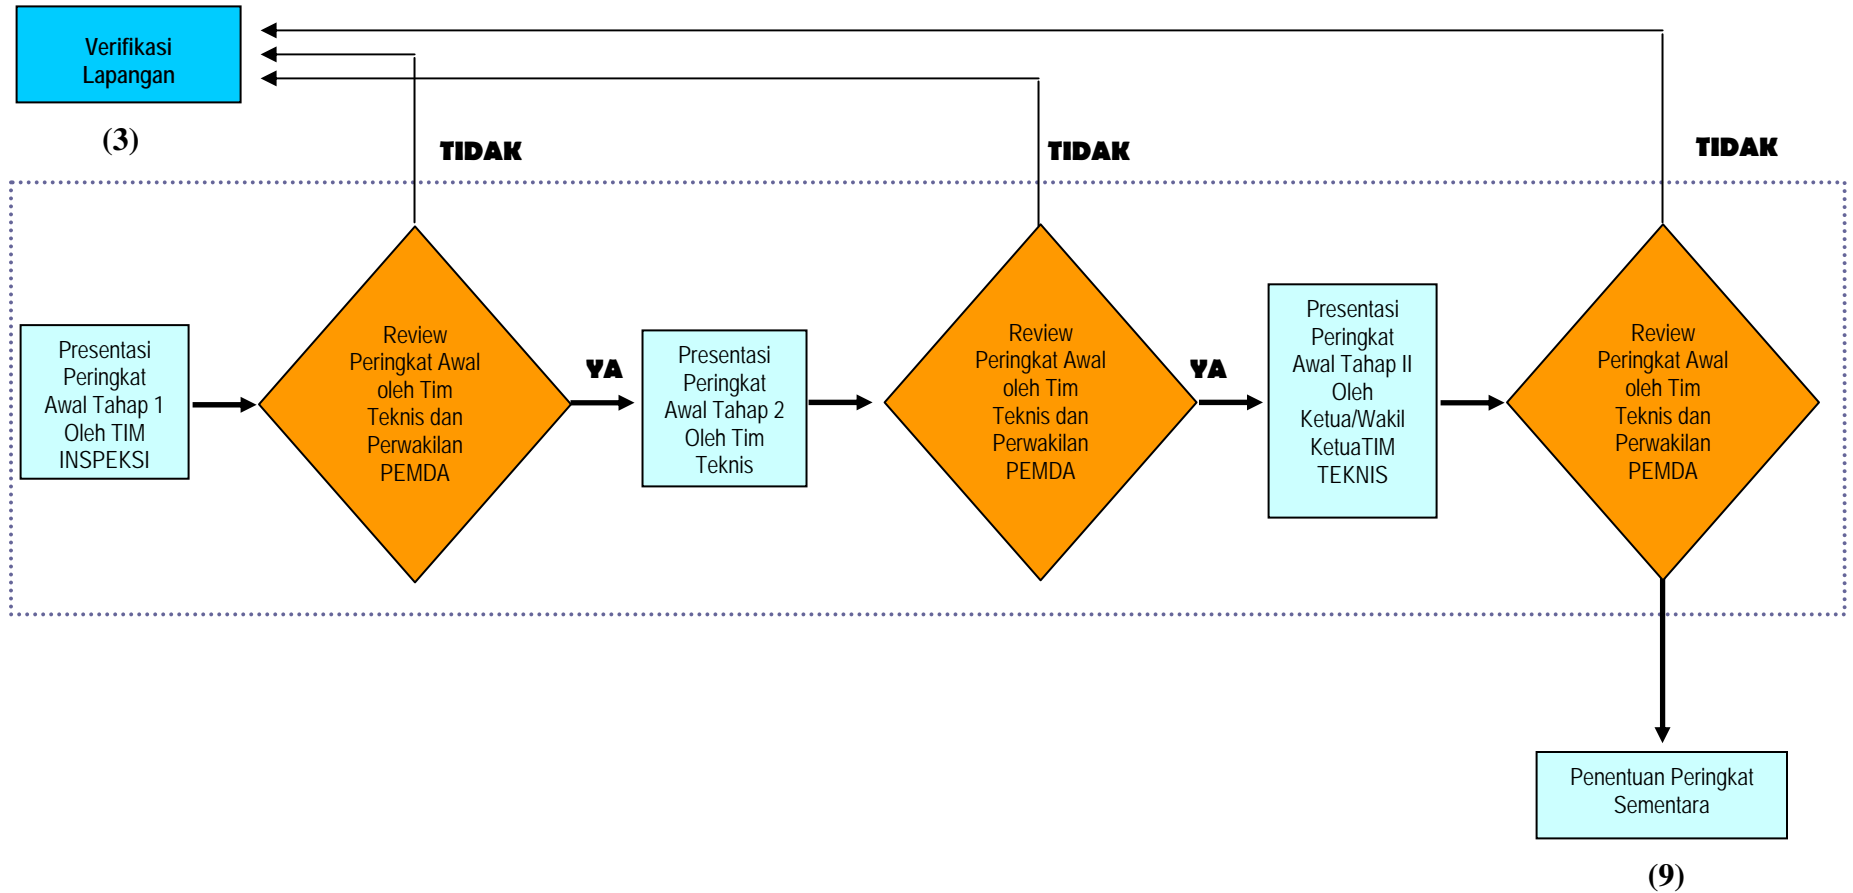 Verifikasi
Lapangan
(3)
TIDAK
TIDAK
TIDAK
Presentasi
Peringkat
Awal Tahap 1
Oleh TIM
INSPEKSI
Review
Peringkat Awal
oleh Tim
Teknis dan
Perwakilan
PEMDA
YA
Presentasi
Peringkat
Awal Tahap 2
Oleh Tim
Teknis
Review
Peringkat Awal
oleh Tim
Teknis dan
Perwakilan
PEMDA
YA
Presentasi
Peringkat
Awal Tahap II
Oleh
Ketua/Wakil
KetuaTIM
TEKNIS
Review
Peringkat Awal
oleh Tim
Teknis dan
Perwakilan
PEMDA
Penentuan Peringkat
Sementara
(9)